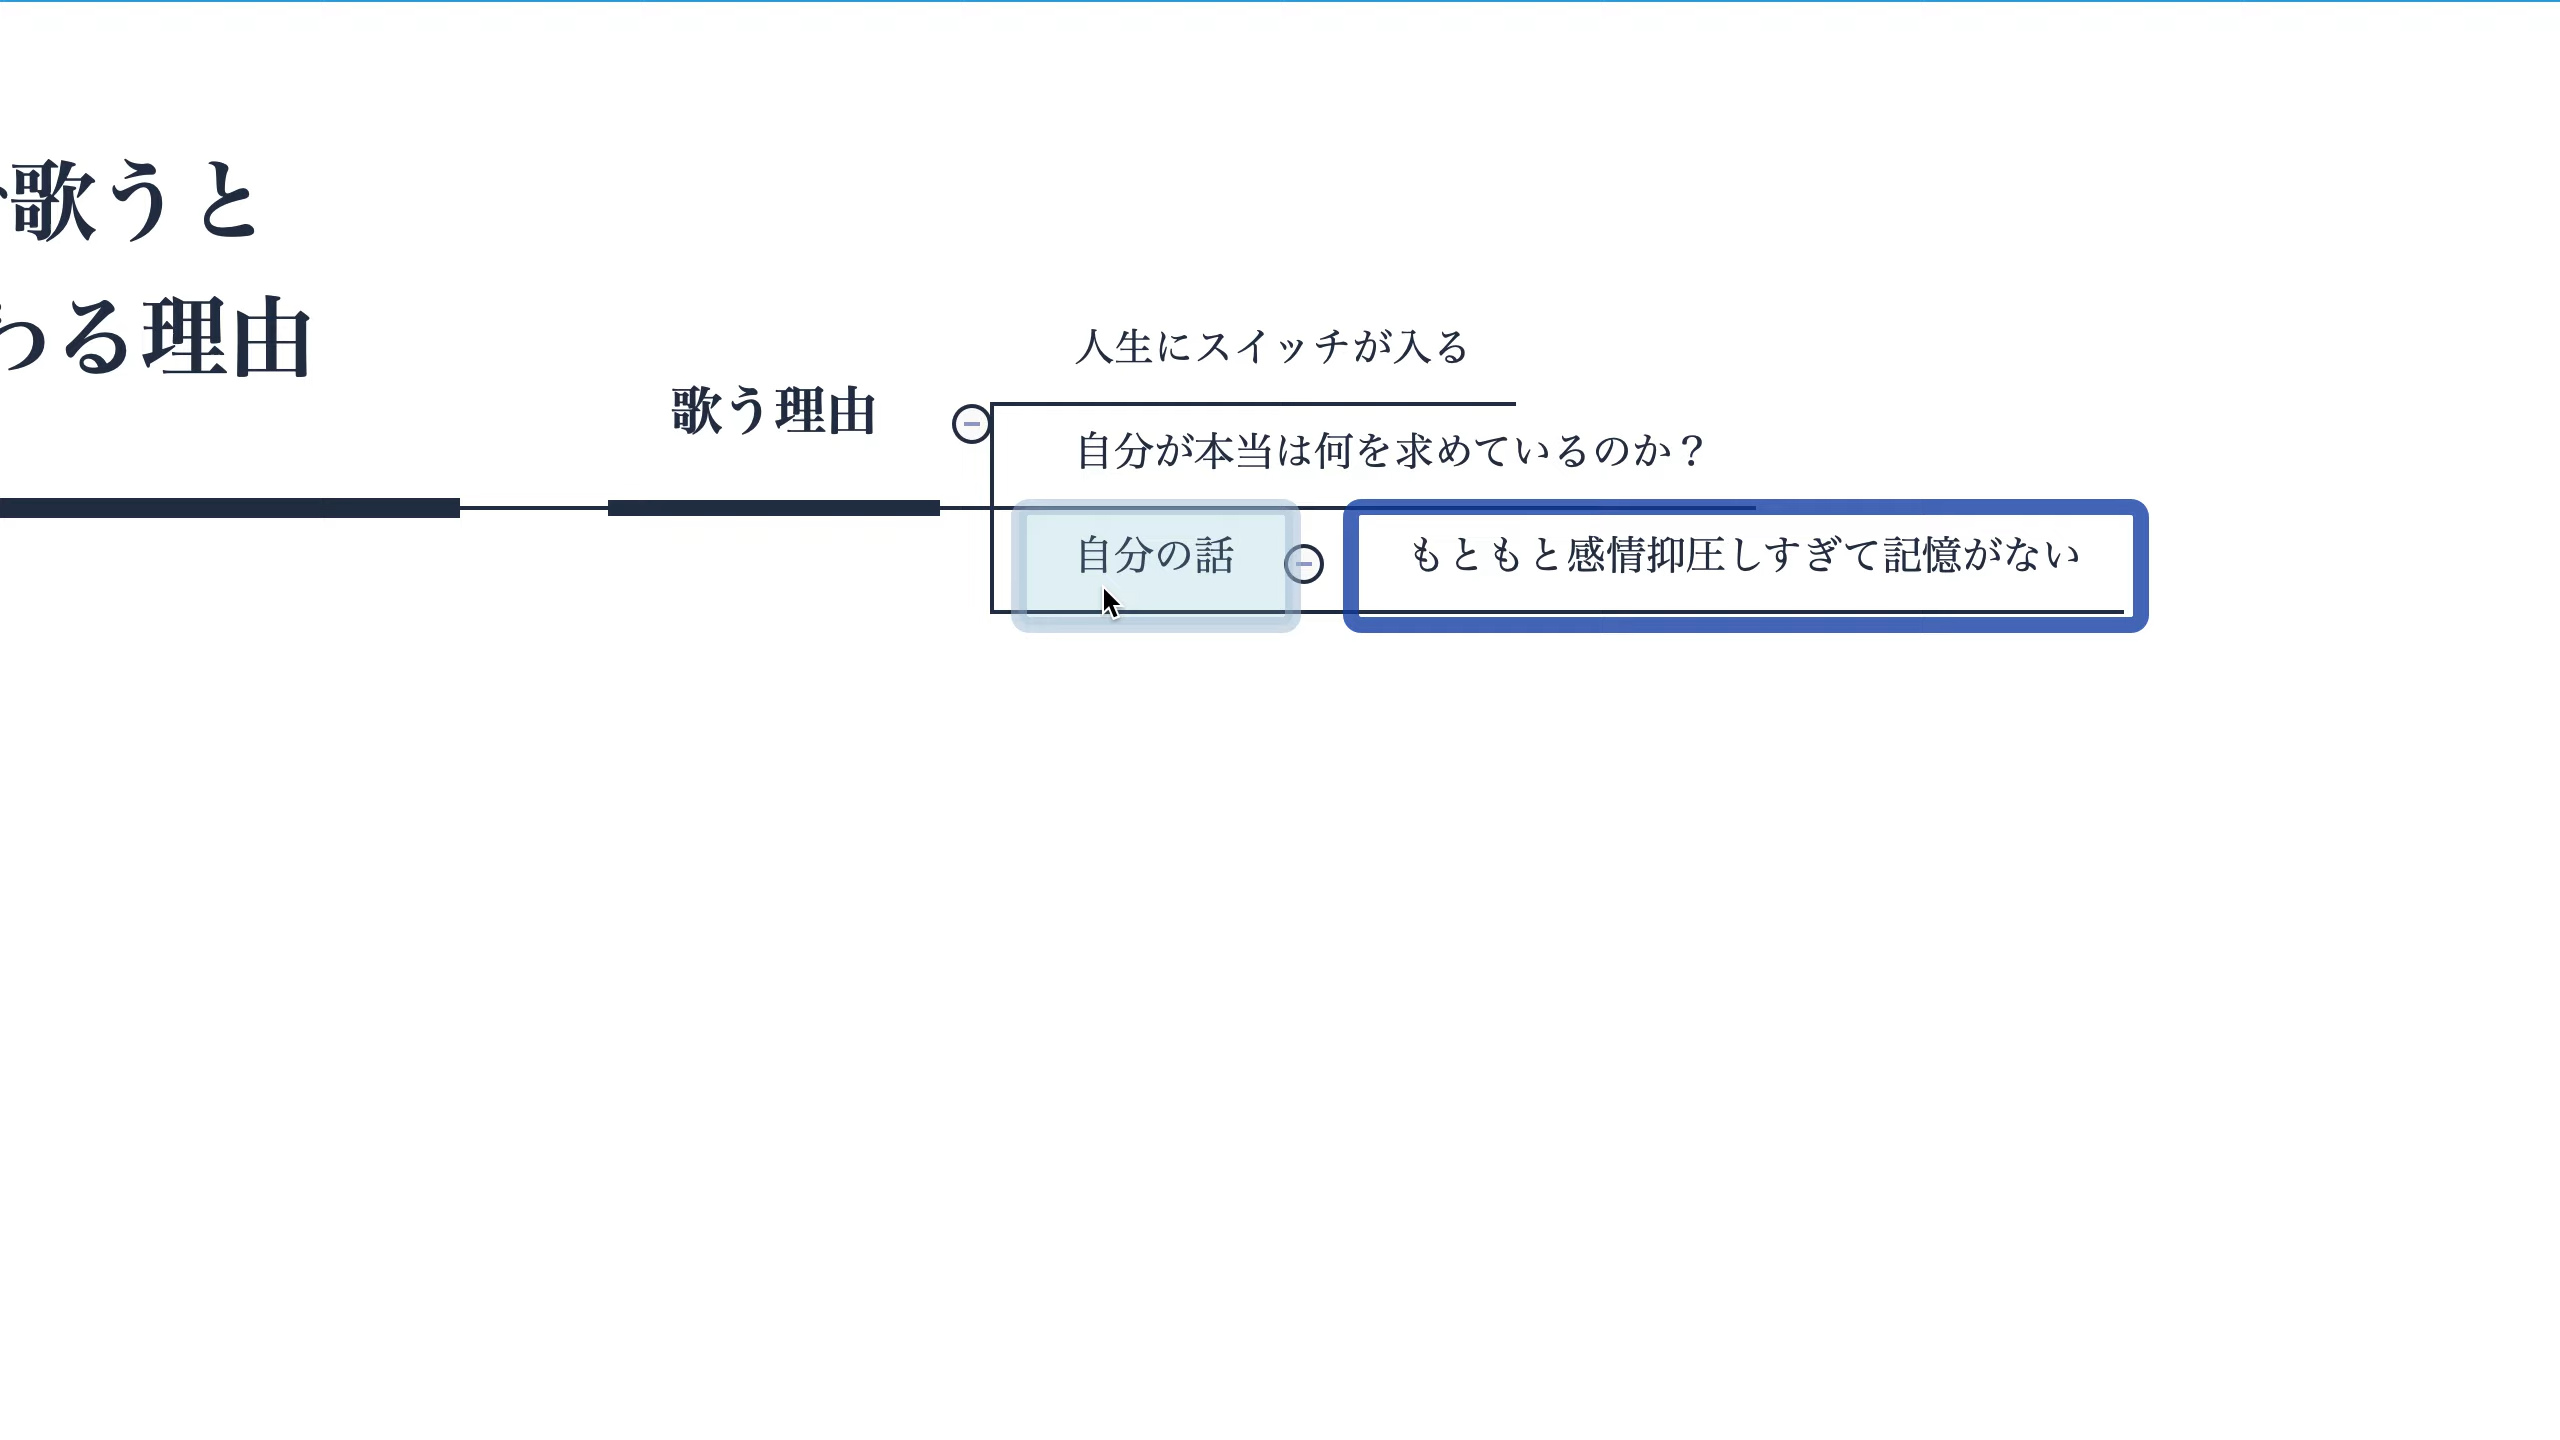 歌うと
わる理由
歌う理由
人生にスイッチが入る
自分が本当は何を求めているのか？
自分の話
もともと感情抑圧しすぎて記憶がない